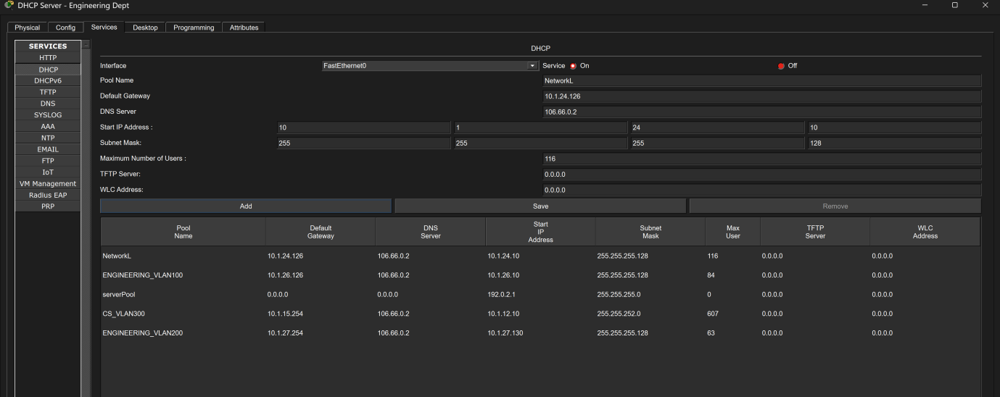 DHCP Server - Engineering Dept
Physical Config Services Desktop Programming Attributes
SERVICES
HTTP
DHCP
DHCPv6
TFTP
DNS
SYSLOG
AAA
NTP
EMAIL
FTP
IoT
VM Management
Radius EAP
PRP
DHCP
Interface FastEthernet0 Service On Off
Pool Name NetworkL
Default Gateway 10.1.24.126
DNS Server 106.66.0.2
Start IP Address : 10 1 24 10
Subnet Mask: 255 255 255 128
Maximum Number of Users : 116
TFTP Server: 0.0.0.0
WLC Address: 0.0.0.0
Add Save Remove
Pool Name Default Gateway DNS Server Start IP Address Subnet Mask Max User TFTP Server WLC Address
NetworkL 10.1.24.126 106.66.0.2 10.1.24.10 255.255.255.128 116 0.0.0.0 0.0.0.0
ENGINEERING_VLAN100 10.1.26.126 106.66.0.2 10.1.26.10 255.255.255.128 84 0.0.0.0 0.0.0.0
serverPool 0.0.0.0 0.0.0.0 192.0.2.1 255.255.255.0 0 0.0.0.0 0.0.0.0
CS_VLAN300 10.1.15.254 106.66.0.2 10.1.12.10 255.255.252.0 607 0.0.0.0 0.0.0.0
ENGINEERING_VLAN200 10.1.27.254 106.66.0.2 10.1.27.130 255.255.255.128 63 0.0.0.0 0.0.0.0